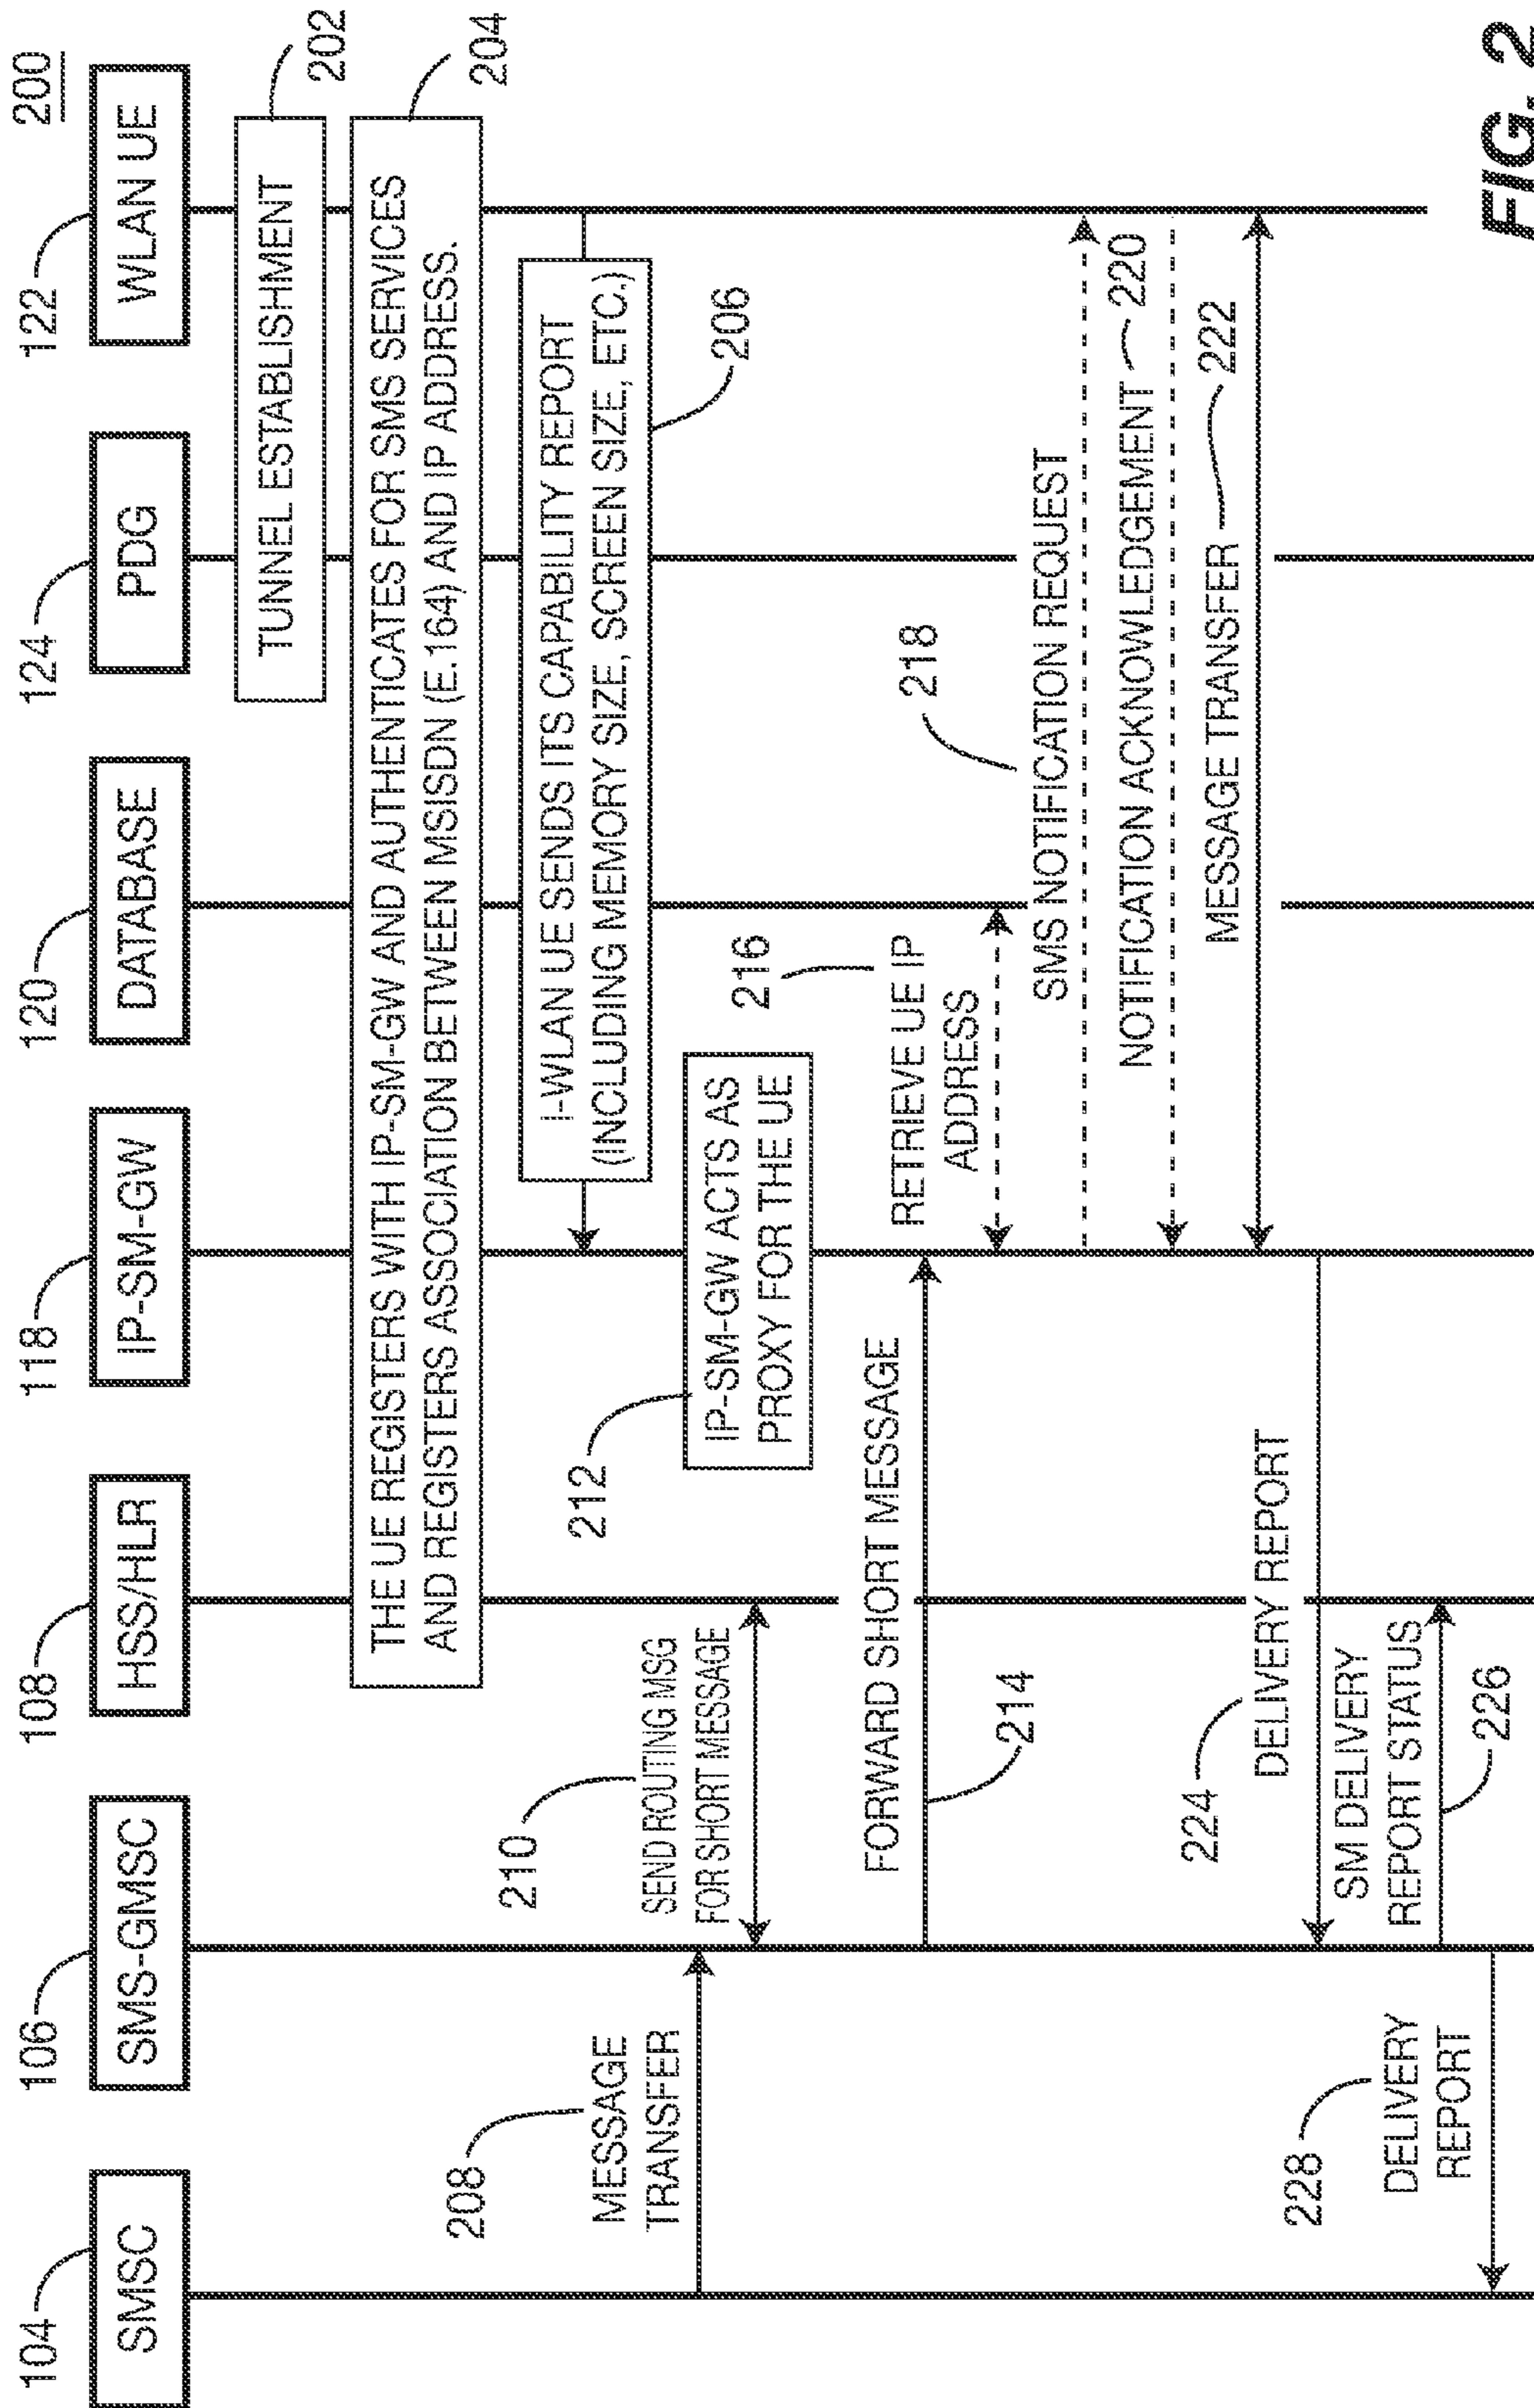 200
104
106
108
118
120
124
122
SMSC
SMS-GMSC
HSS/HLR
IP-SM-GW
DATABASE
PDG
WLAN UE
TUNNEL ESTABLISHMENT
202
THE UE REGISTERS WITH IP-SM-GW AND AUTHENTICATES FOR SMS SERVICES
AND REGISTERS ASSOCIATION BETWEEN MSISDN (E.164) AND IP ADDRESS.
204
I-WLAN UE SENDS ITS CAPABILITY REPORT
(INCLUDING MEMORY SIZE, SCREEN SIZE, ETC.)
206
208
MESSAGE
TRANSFER
210
SEND ROUTING MSG
FOR SHORT MESSAGE
212
IP-SM-GW ACTS AS
PROXY FOR THE UE
FORWARD SHORT MESSAGE
214
216
RETRIEVE UE IP
ADDRESS
218
SMS NOTIFICATION REQUEST
NOTIFICATION ACKNOWLEDGEMENT
220
MESSAGE TRANSFER
222
224
DELIVERY REPORT
SM DELIVERY
REPORT STATUS
226
228
DELIVERY
REPORT
FIG. 2